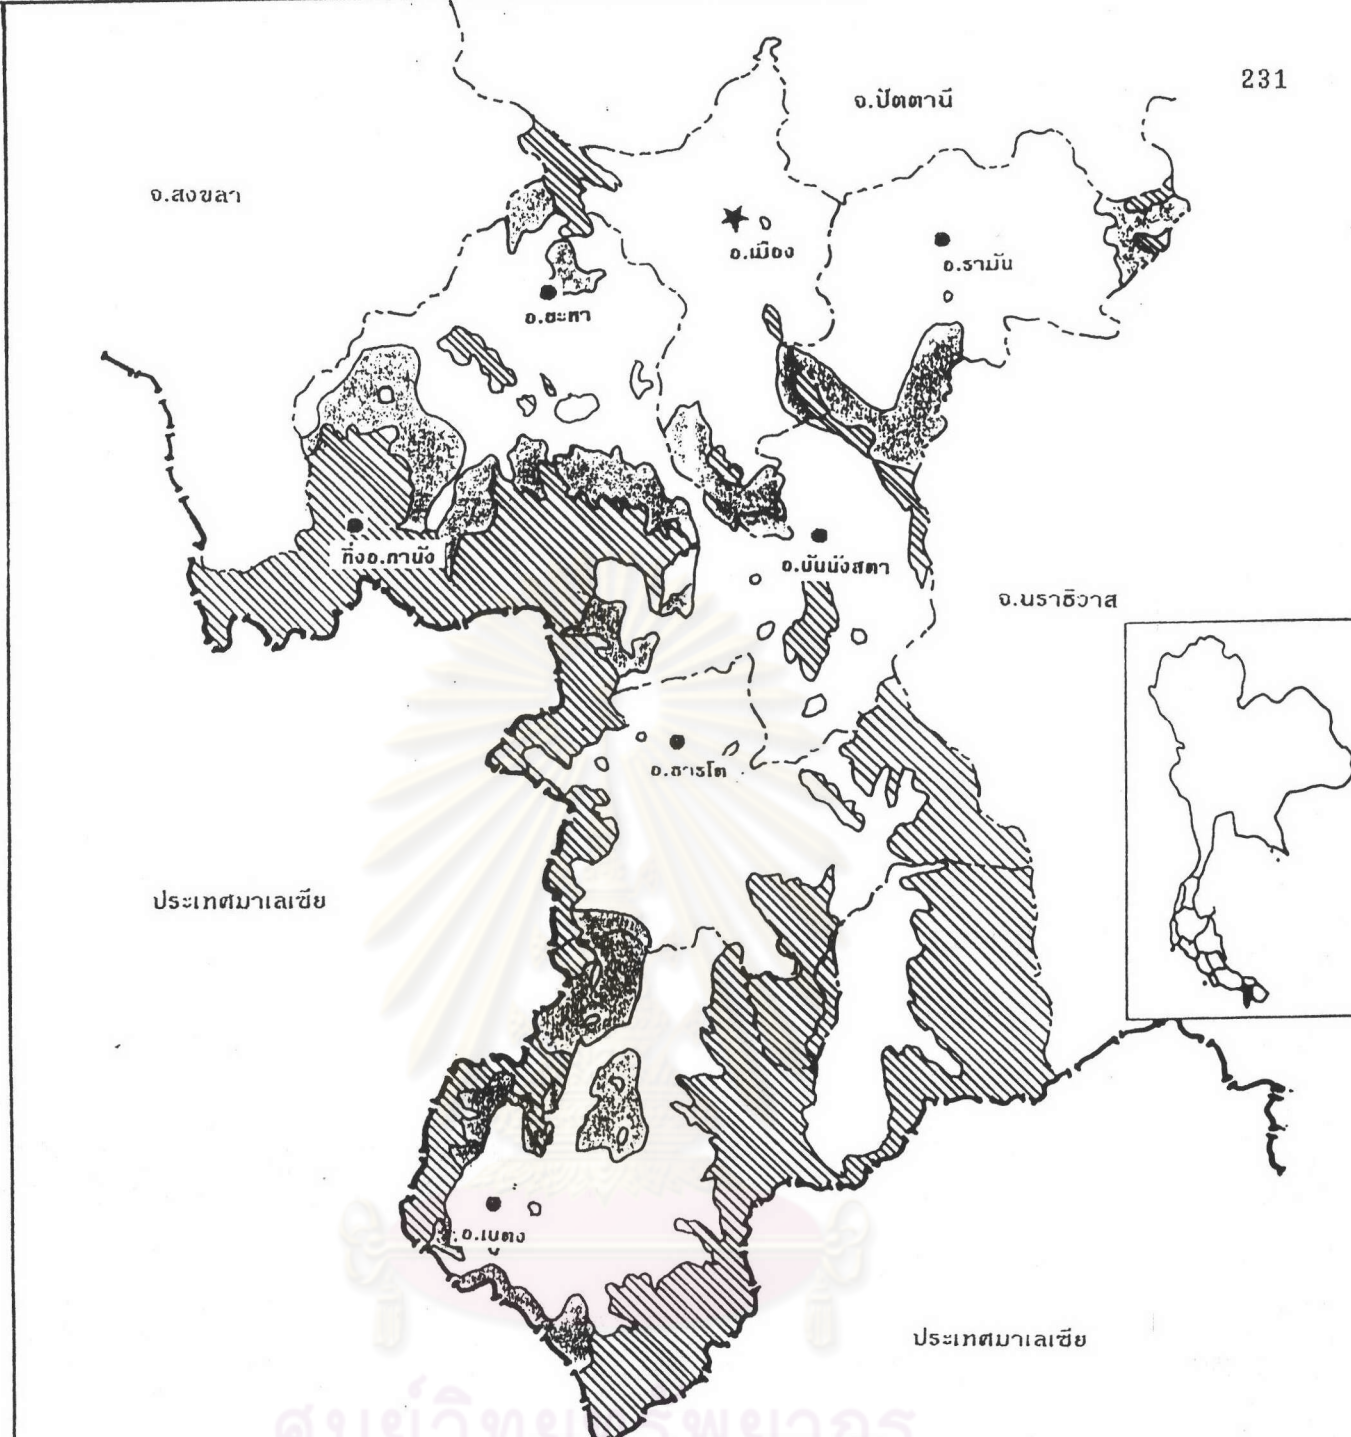 231
จ.ปัตตานี
จ.สงขลา
อ.เมือง
อ.รามัน
อ.ยะหา
กิ่งอ.กาบัง
อ.บันนังสตา
จ.นราธิวาส
อ.ธารโต
ประเทศมาเลเซีย
อ.เบตง
ประเทศมาเลเซีย